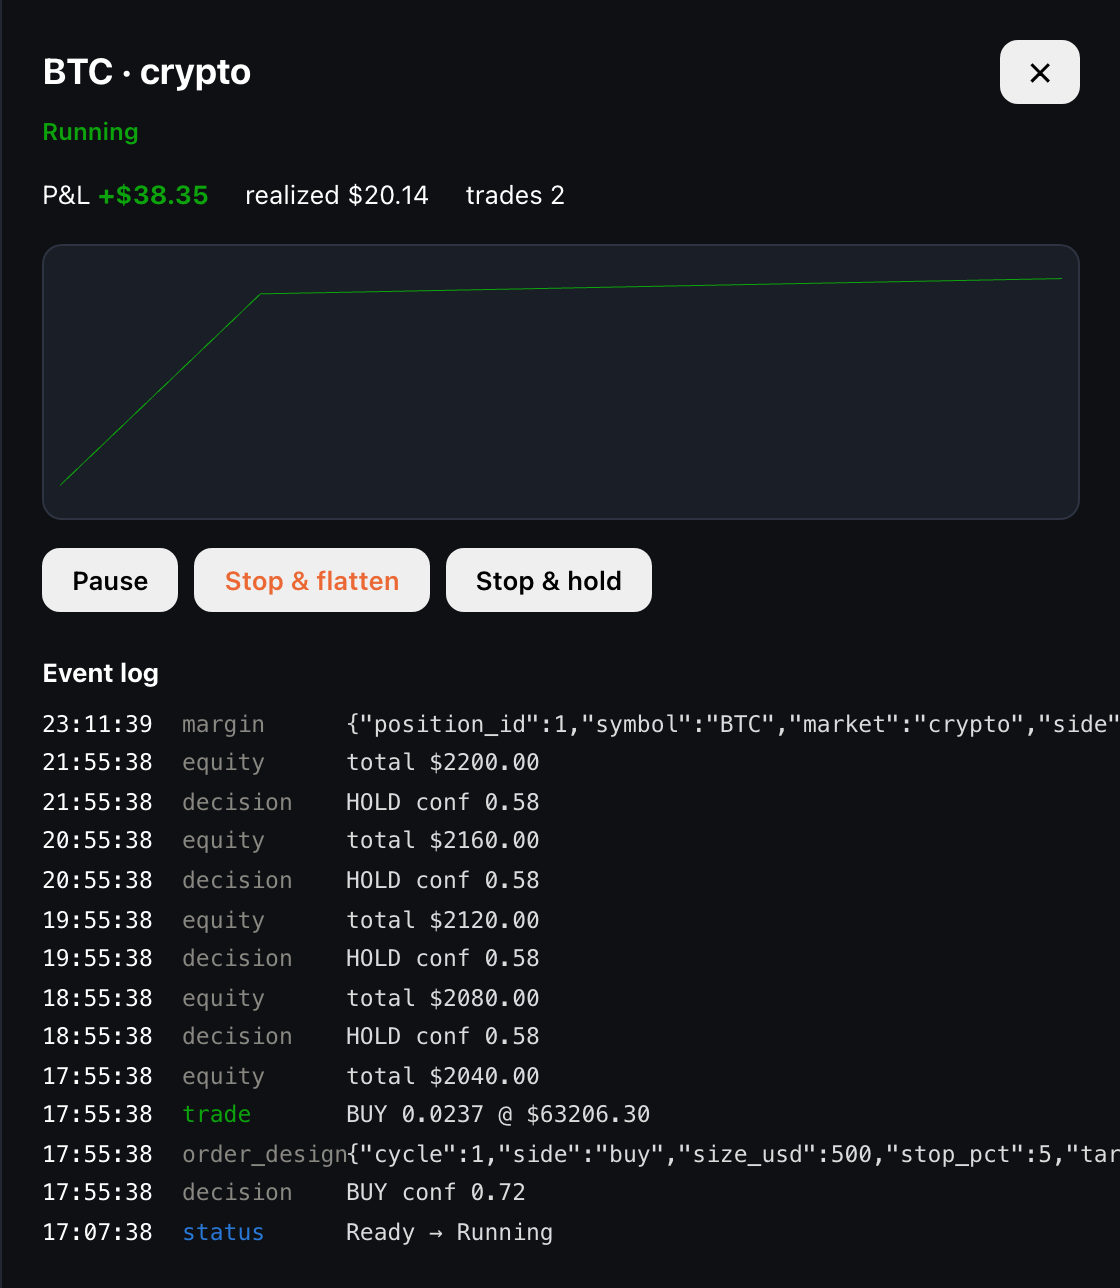 BTC · crypto
×
Running
P&L +$38.35 realized $20.14 trades 2
Pause Stop & flatten Stop & hold
Event log
23:11:39 margin {"position_id":1,"symbol":"BTC","market":"crypto","side"
21:55:38 equity total $2200.00
21:55:38 decision HOLD conf 0.58
20:55:38 equity total $2160.00
20:55:38 decision HOLD conf 0.58
19:55:38 equity total $2120.00
19:55:38 decision HOLD conf 0.58
18:55:38 equity total $2080.00
18:55:38 decision HOLD conf 0.58
17:55:38 equity total $2040.00
17:55:38 trade BUY 0.0237 @ $63206.30
17:55:38 order_design{"cycle":1,"side":"buy","size_usd":500,"stop_pct":5,"tar
17:55:38 decision BUY conf 0.72
17:07:38 status Ready → Running